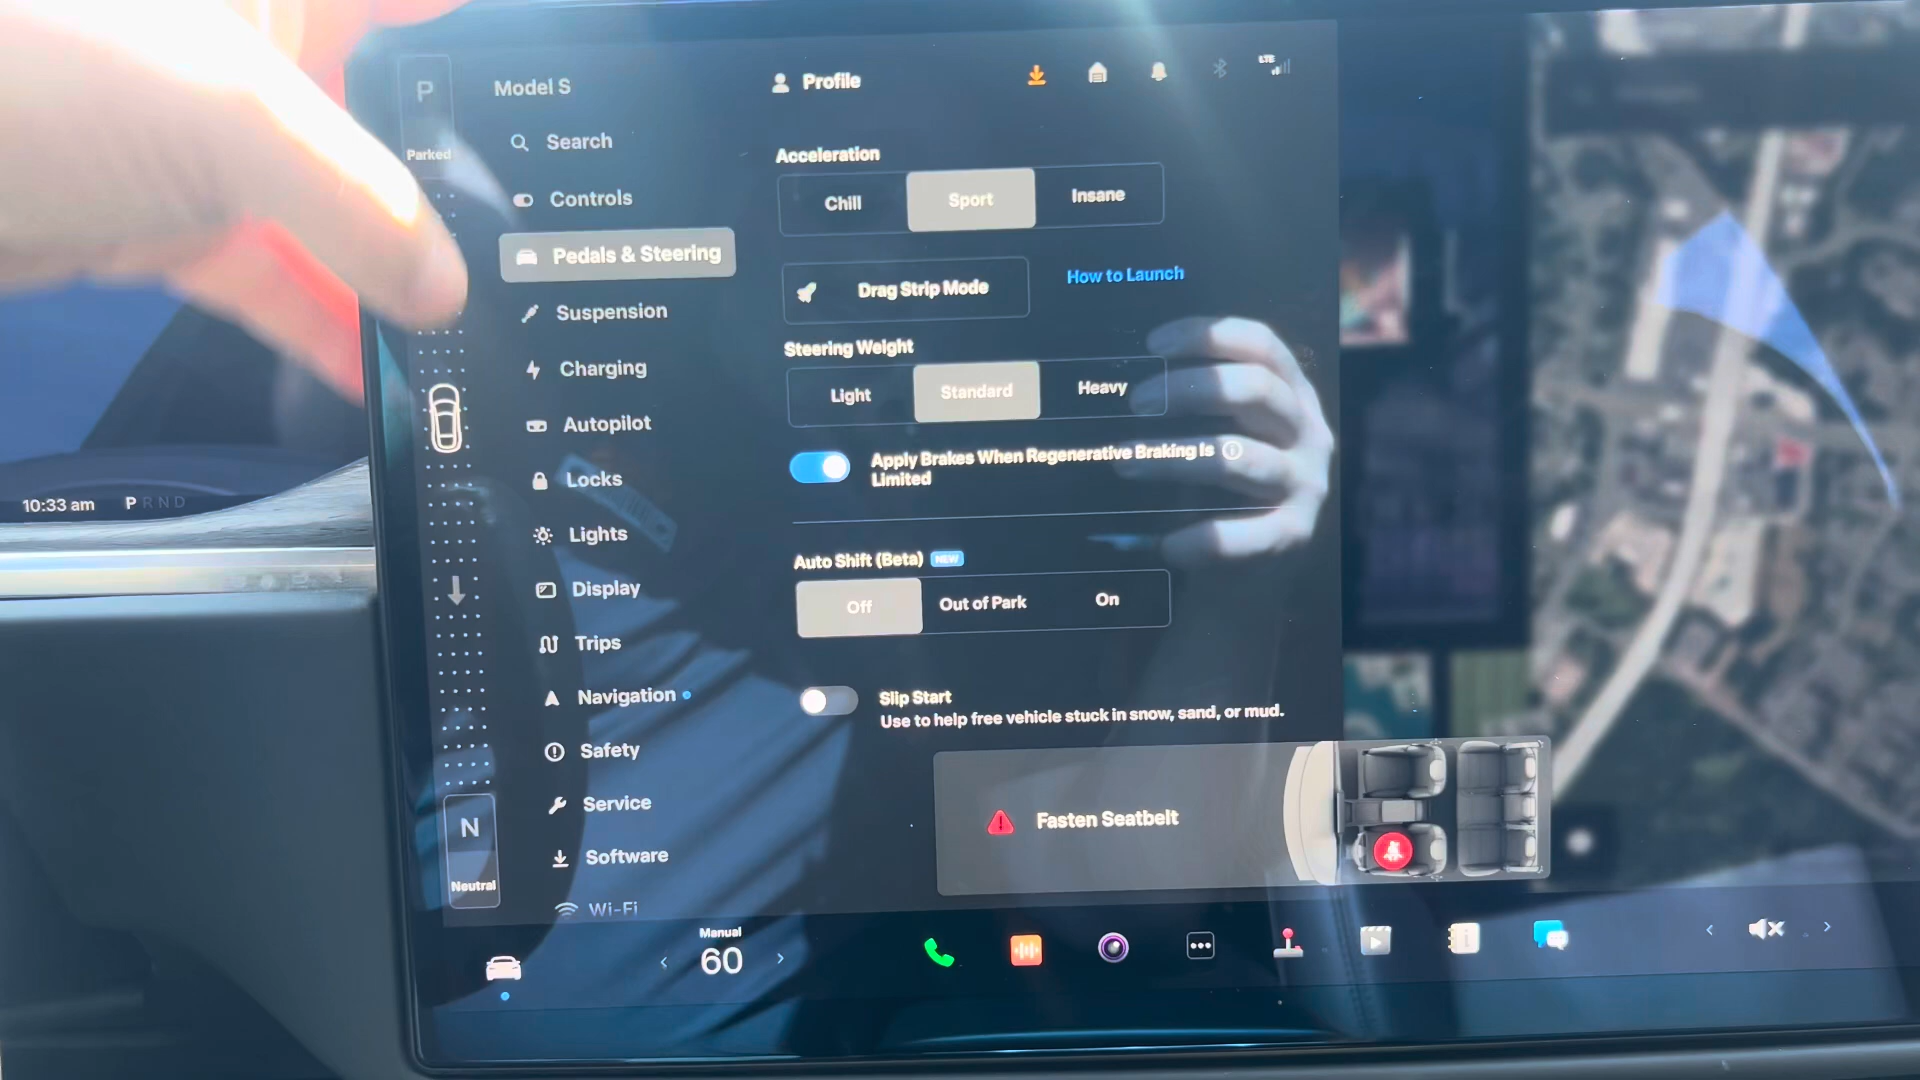 P
Parked
Model S
Profile
LTE
Search
Controls
Pedals & Steering
Suspension
Charging
Autopilot
Locks
Lights
Display
Trips
Navigation
Safety
Service
Software
Wi-Fi
Acceleration
Chill
Sport
Insane
Drag Strip Mode
How to Launch
Steering Weight
Light
Standard
Heavy
Apply Brakes When Regenerative Braking Is
Limited
Auto Shift (Beta) NEW
Off
Out of Park
On
Slip Start
Use to help free vehicle stuck in snow, sand, or mud.
Fasten Seatbelt
10:33 am P R N D
N
Neutral
Manual
60